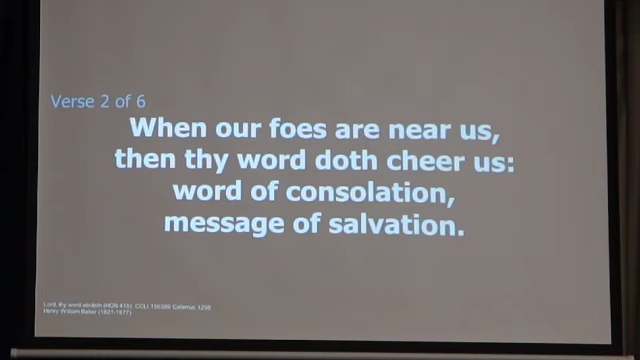 Verse 2 of 6
When our foes are near us,
then thy word doth cheer us:
word of consolation,
message of salvation.
Lord, thy word abideth (HON 418) CCLI 156386 Calamus 1298
Henry William Baker (1821-1877)